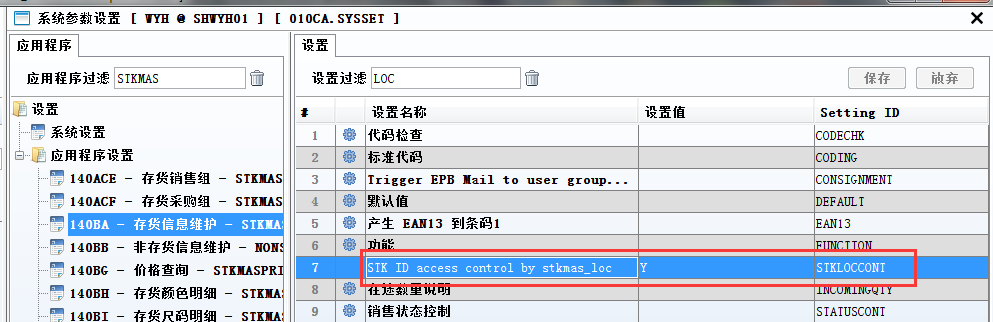 系统参数设置 [ WYH @ SHWYH01 ] [ 010CA.SYSSET ]
应用程序
应用程序过滤 STKMAS
设置
系统设置
应用程序设置
140ACE - 存货销售组 - STKMAS
140ACF - 存货采购组 - STKMAS
140BA - 存货信息维护 - STKMAS
140BB - 非存货信息维护 - NONS
140BG - 价格查询 - STKMASPRI
140BH - 存货颜色明细 - STKMAS
140BI - 存货尺码明细 - STKMAS
设置
设置过滤 LOC 保存 放弃
# 设置名称 设置值 Setting ID
1 代码检查 CODECHK
2 标准代码 CODING
3 Trigger EPB Mail to user group... CONSIGNMENT
4 默认值 DEFAULT
5 产生 EAN13 到条码1 EAN13
6 功能 FUNCTION
7 STK ID access control by stkmas_loc Y STKLOCCONT
8 在途数量说明 INCOMINGQTY
9 销售状态控制 STATUSCONT